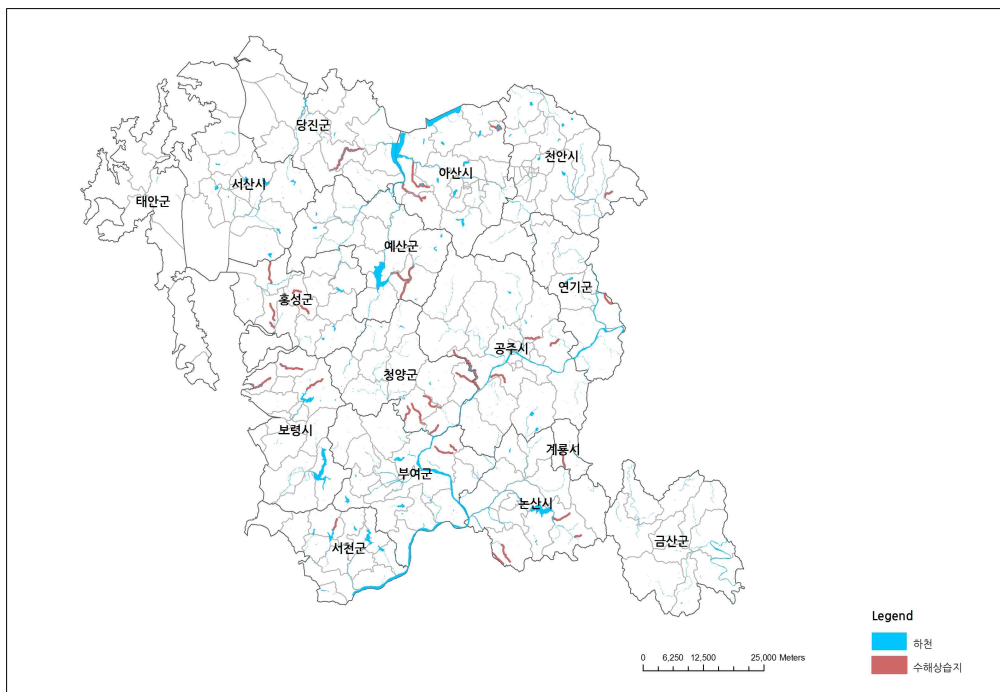 당진군
천안시
아산시
서산시
태안군
예산군
연기군
홍성군
공주시
청양군
보령시
계룡시
부여군
논산시
금산군
서천군
Legend
하천
수해상습지
0 6,250 12,500 25,000 Meters